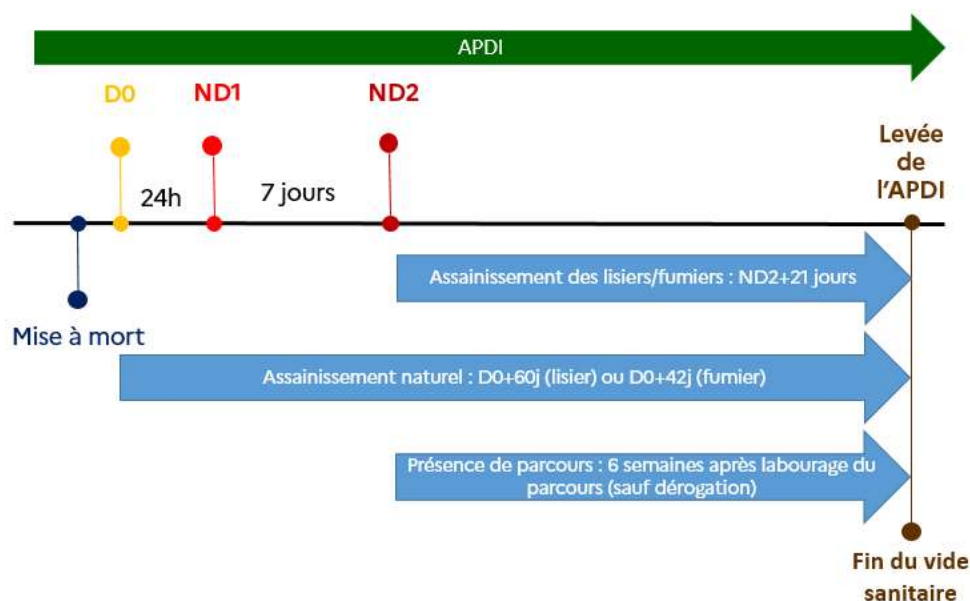 APDI
D0
ND1
ND2
Levée
de
l'APDI
24h
7 jours
Assainissement des lisiers/fumiers : ND2+21 jours
Mise à mort
Assainissement naturel : D0+60j (lisier) ou D0+42j (fumier)
Présence de parcours : 6 semaines après labourage du
parcours (sauf dérogation)
Fin du vide
sanitaire